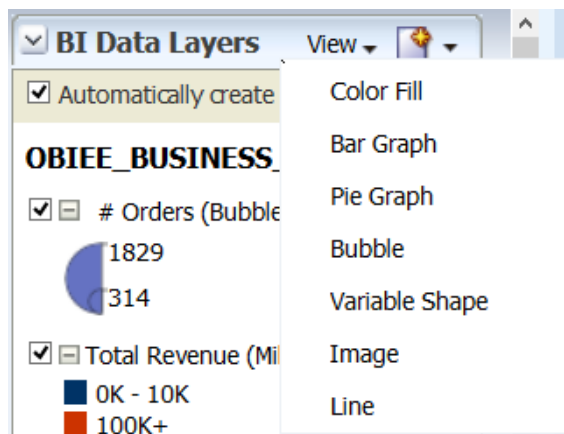 BI Data Layers View
Automatically create
Color Fill
Bar Graph
Pie Graph
Bubble
Variable Shape
Image
Line
OBIEE_BUSINESS_
# Orders (Bubble
1829
314
Total Revenue (Mi
0K - 10K
100K+